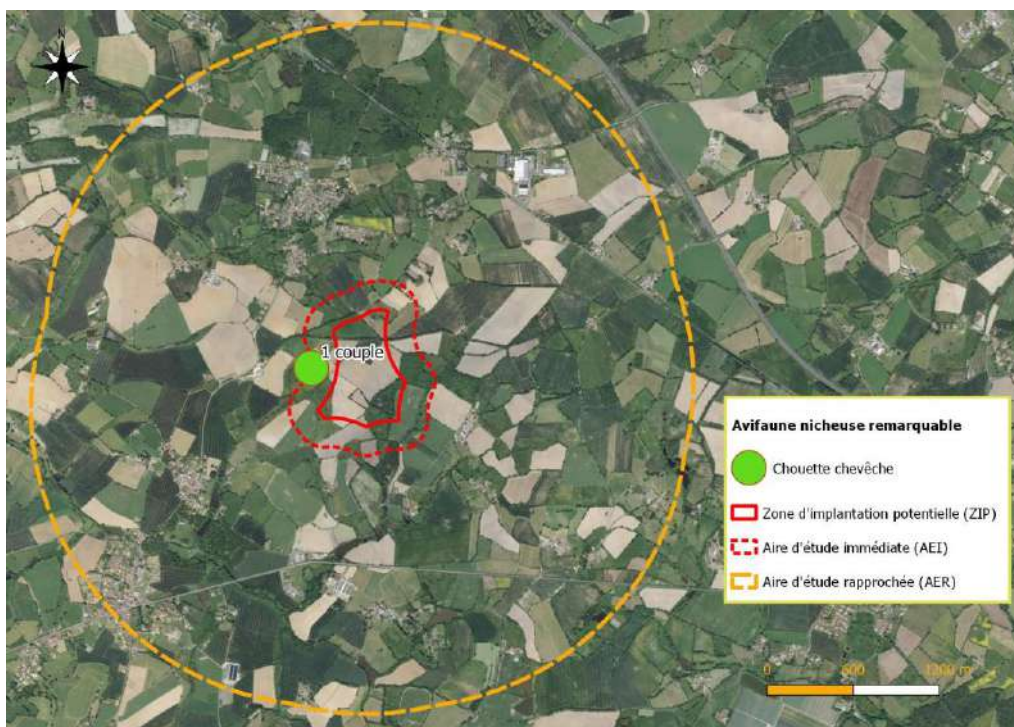 N
1 couple
Avifaune nicheuse remarquable
Chouette chevêche
Zone d'implantation potentielle (ZIP)
Aire d'étude immédiate (AEI)
Aire d'étude rapprochée (AER)
0 600 1200 m